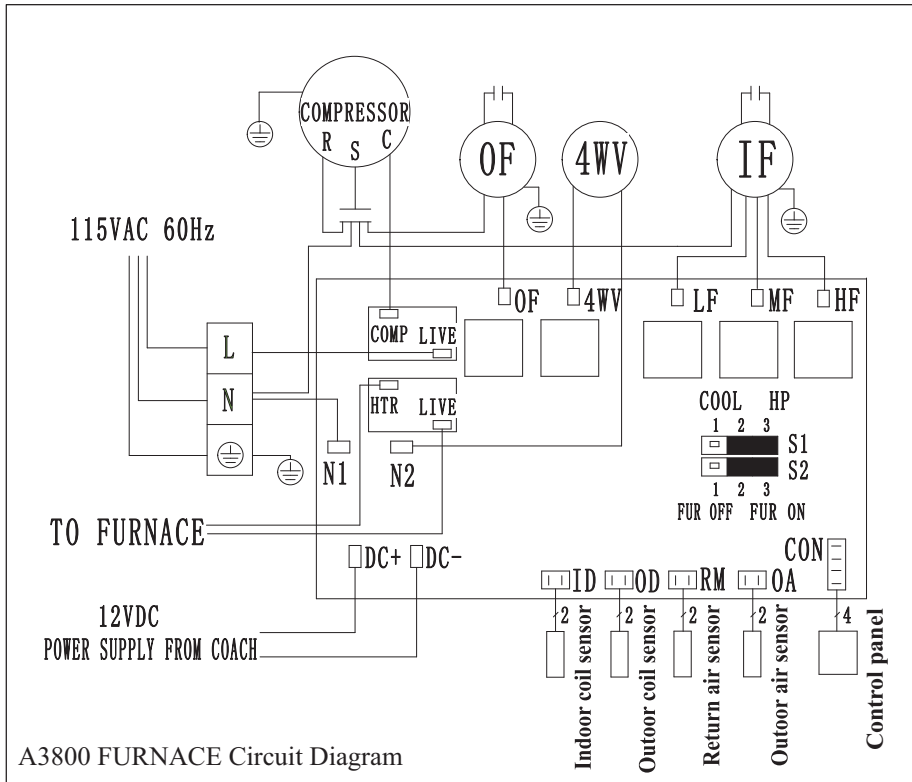 COMPRESSOR
R S C
OF
4WV
IF
115VAC 60Hz
OF
4WV
LF
MF
HF
COMP
LIVE
L
N
HTR
LIVE
N1
N2
COOL HP
1 2 3
S1
S2
1 2 3
FUR OFF FUR ON
TO FURNACE
DC+
DC-
CON
ID
OD
RM
OA
12VDC
POWER SUPPLY FROM COACH
2
2
2
2
4
Indoor coil sensor
Outoor coil sensor
Return air sensor
Outoor air sensor
Control panel
A3800 FURNACE Circuit Diagram